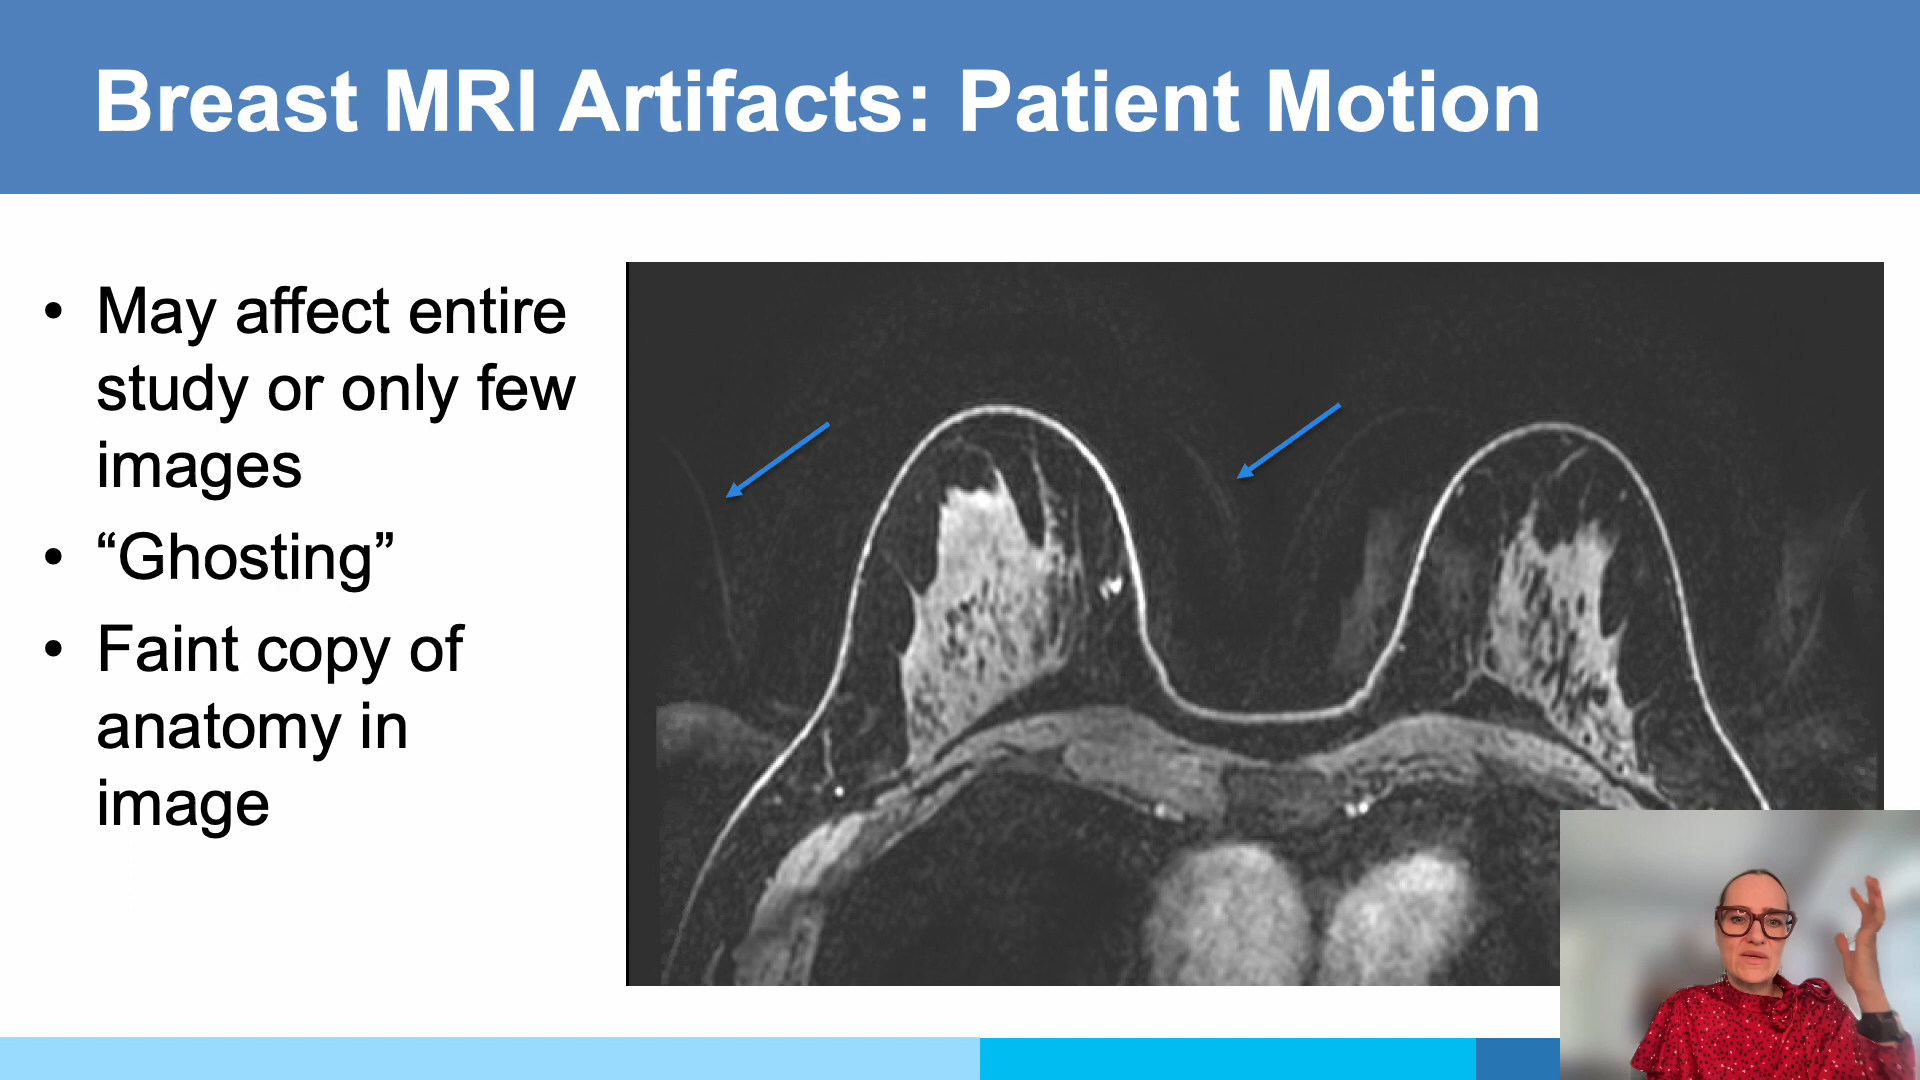 Breast MRI Artifacts: Patient Motion
• May affect entire
study or only few
images
• “Ghosting”
• Faint copy of
anatomy in
image